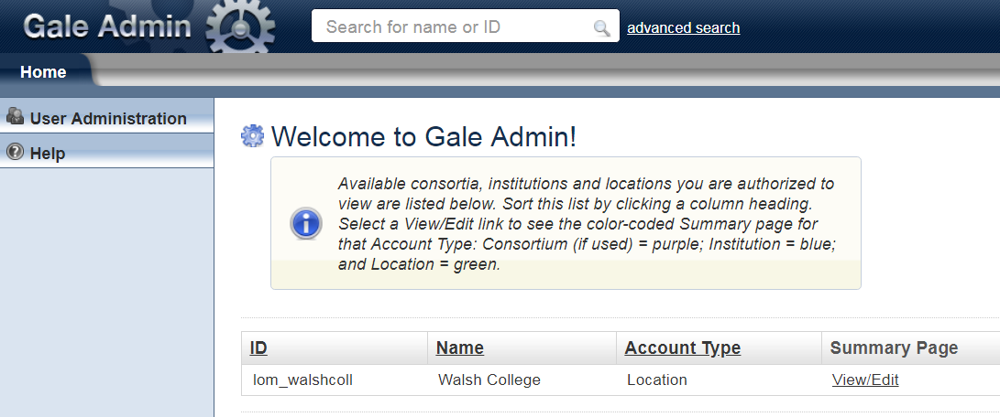 Gale Admin
Search for name or ID
advanced search
Home
User Administration
Help
Welcome to Gale Admin!
Available consortia, institutions and locations you are authorized to
view are listed below. Sort this list by clicking a column heading.
Select a View/Edit link to see the color-coded Summary page for
that Account Type: Consortium (if used) = purple; Institution = blue;
and Location = green.
ID Name Account Type Summary Page
lom_walshcoll Walsh College Location View/Edit